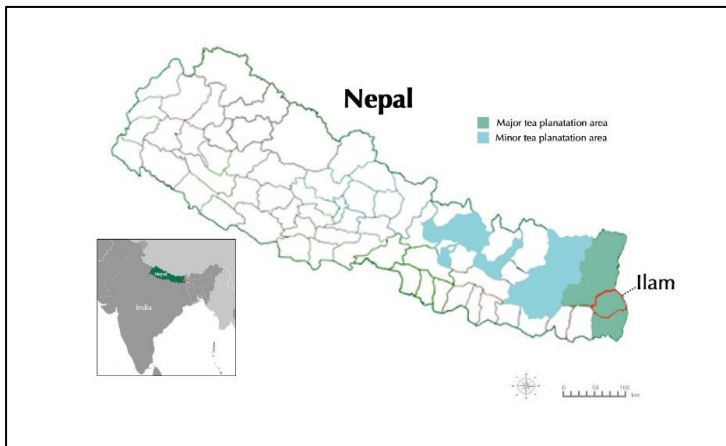 Nepal
Major tea planatation area
Minor tea planatation area
Ilam
Nepal
India
0 50 100
km